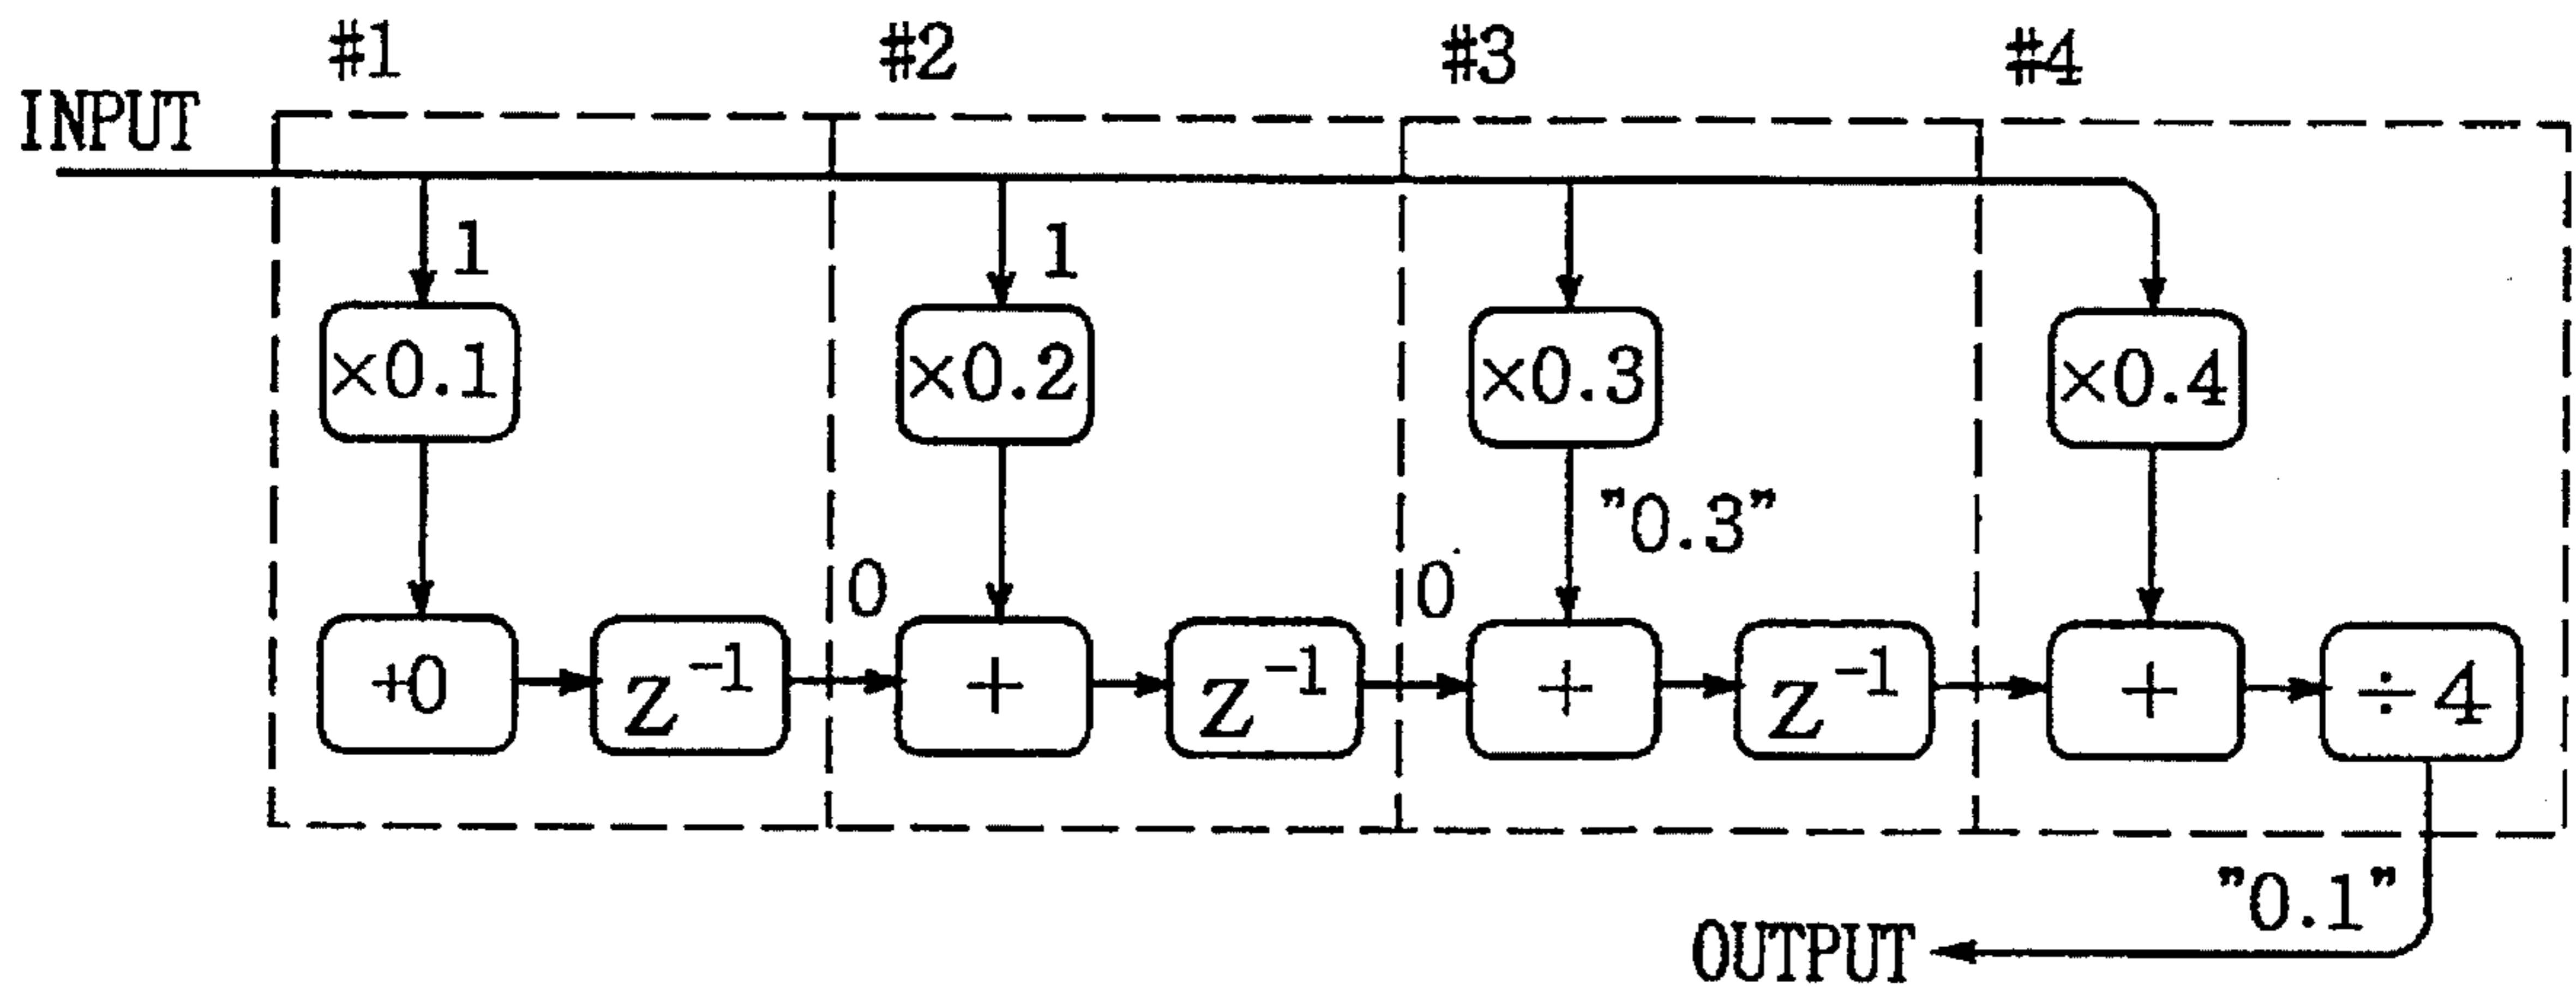 #1 #2 #3 #4
INPUT
1 1
×0.1 ×0.2 ×0.3 ×0.4
"0.3"
0 0
+0 z⁻¹ + z⁻¹ + z⁻¹ + ÷4
"0.1"
OUTPUT